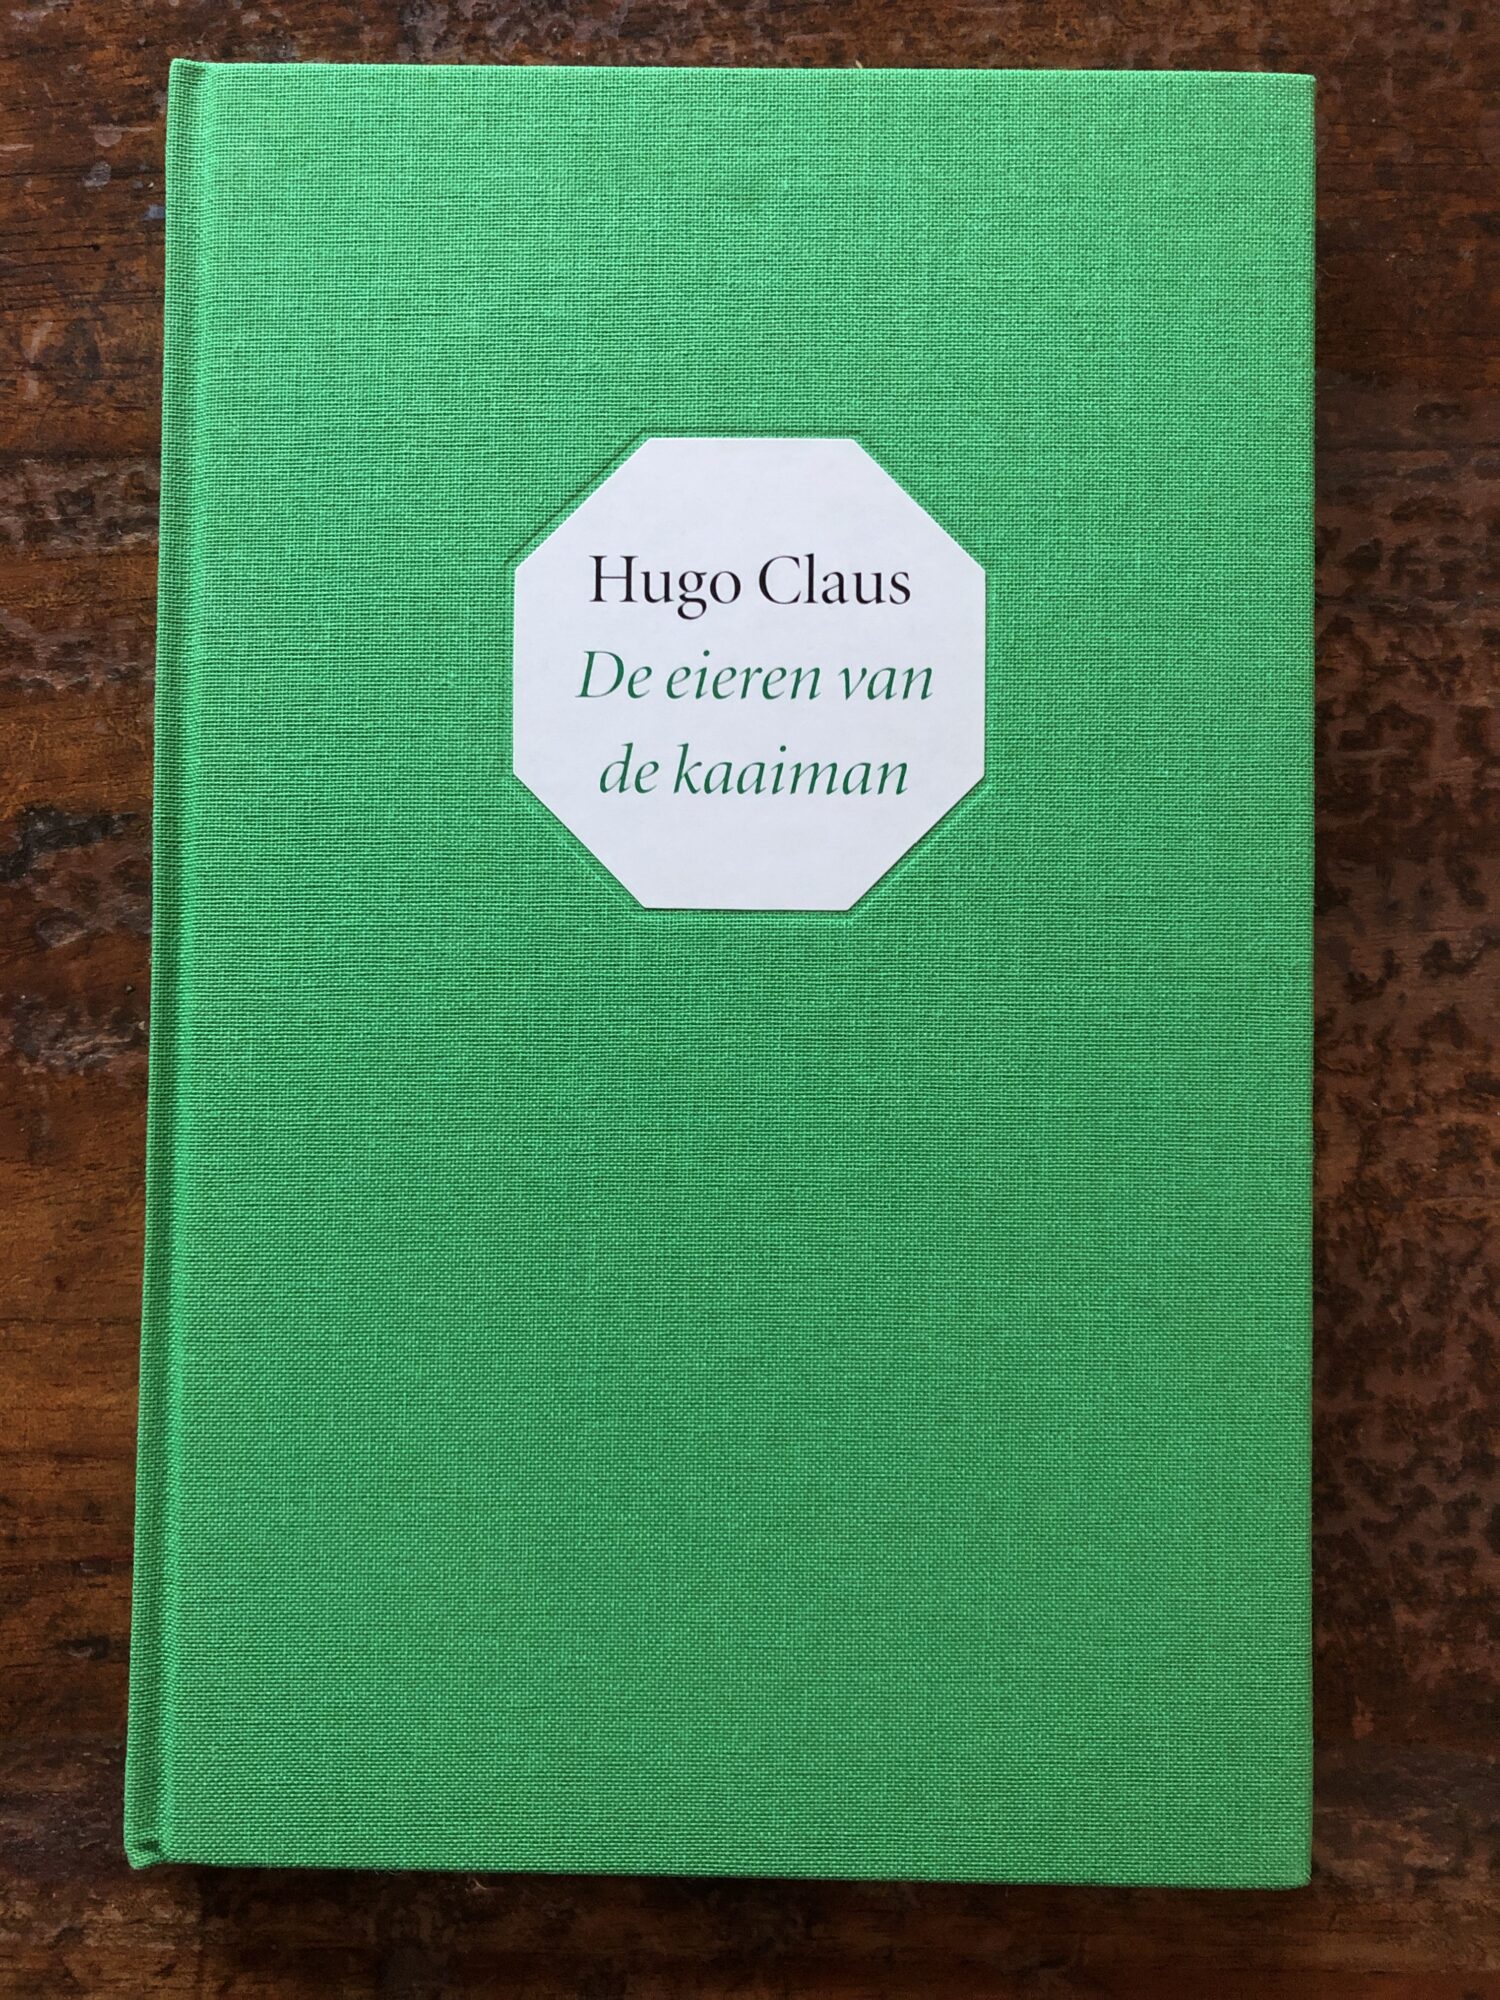 Hugo Claus
De eieren van
de kaaiman